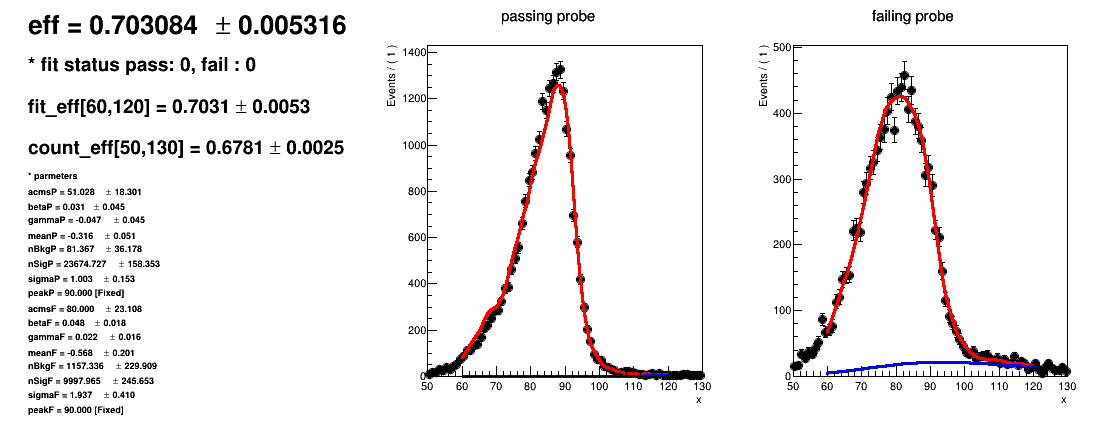 eff = 0.703084 ± 0.005316
* fit status pass: 0, fail : 0
fit_eff[60,120] = 0.7031 ± 0.0053
count_eff[50,130] = 0.6781 ± 0.0025
* parmeters
acmsP = 51.028 ± 18.301
betaP = 0.031 ± 0.045
gammaP = -0.047 ± 0.045
meanP = -0.316 ± 0.051
nBkgP = 81.367 ± 36.178
nSigP = 23674.727 ± 158.353
sigmaP = 1.003 ± 0.153
peakP = 90.000 [Fixed]
acmsF = 80.000 ± 23.108
betaF = 0.048 ± 0.018
gammaF = 0.022 ± 0.016
meanF = -0.568 ± 0.201
nBkgF = 1157.336 ± 229.909
nSigF = 9997.965 ± 245.653
sigmaF = 1.937 ± 0.410
peakF = 90.000 [Fixed]
passing probe
Events / ( 1 )
1400
1200
1000
800
600
400
200
0
50 60 70 80 90 100 110 120 130
x
failing probe
Events / ( 1 )
500
400
300
200
100
0
50 60 70 80 90 100 110 120 130
x